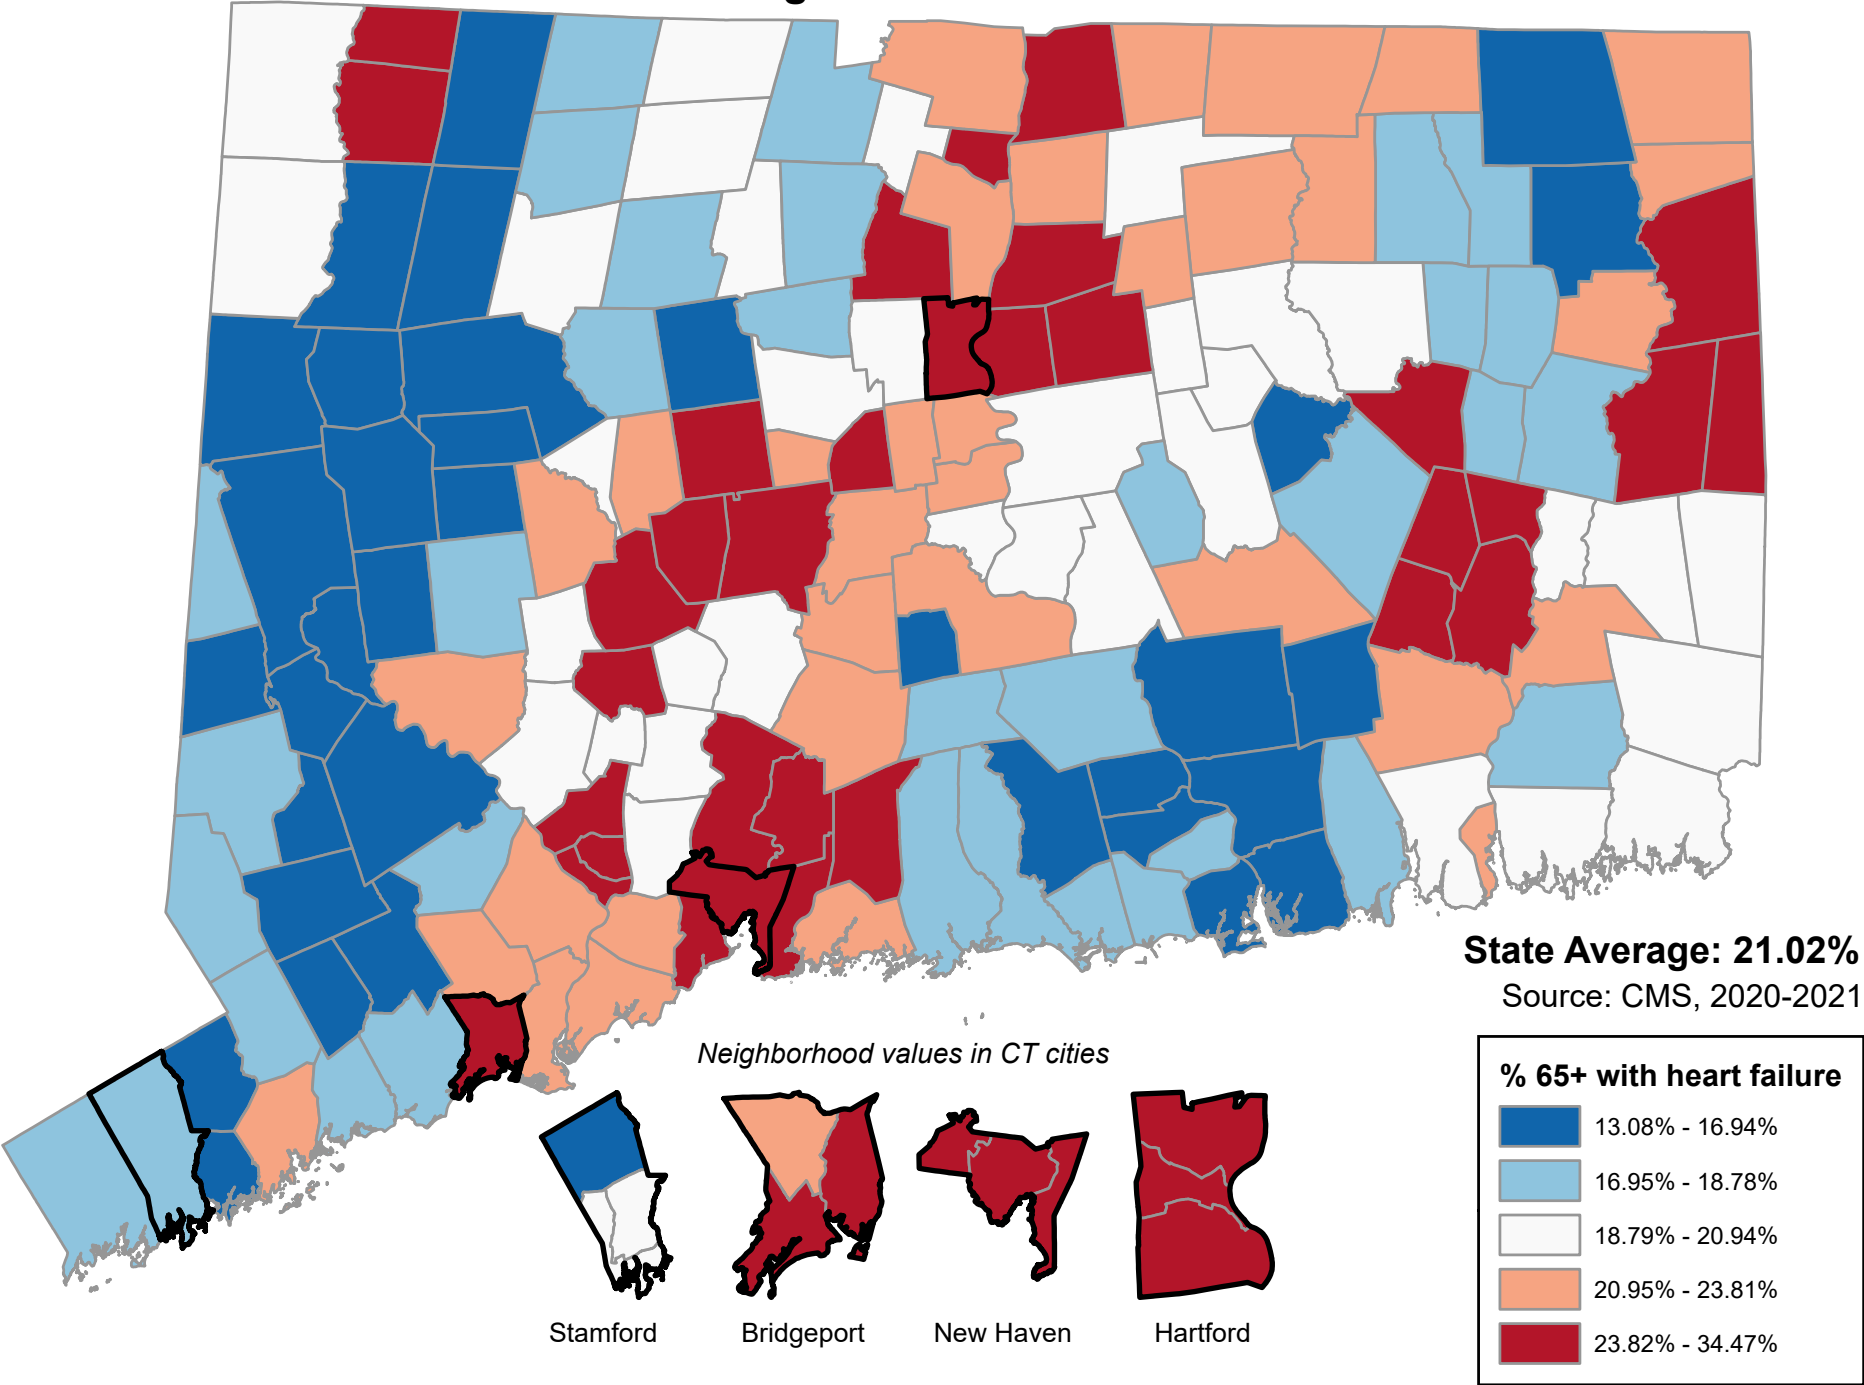 State Average: 21.02%
Source: CMS, 2020-2021
Neighborhood values in CT cities
% 65+ with heart failure
13.08% - 16.94%
16.95% - 18.78%
18.79% - 20.94%
20.95% - 23.81%
23.82% - 34.47%
Stamford
Bridgeport
New Haven
Hartford